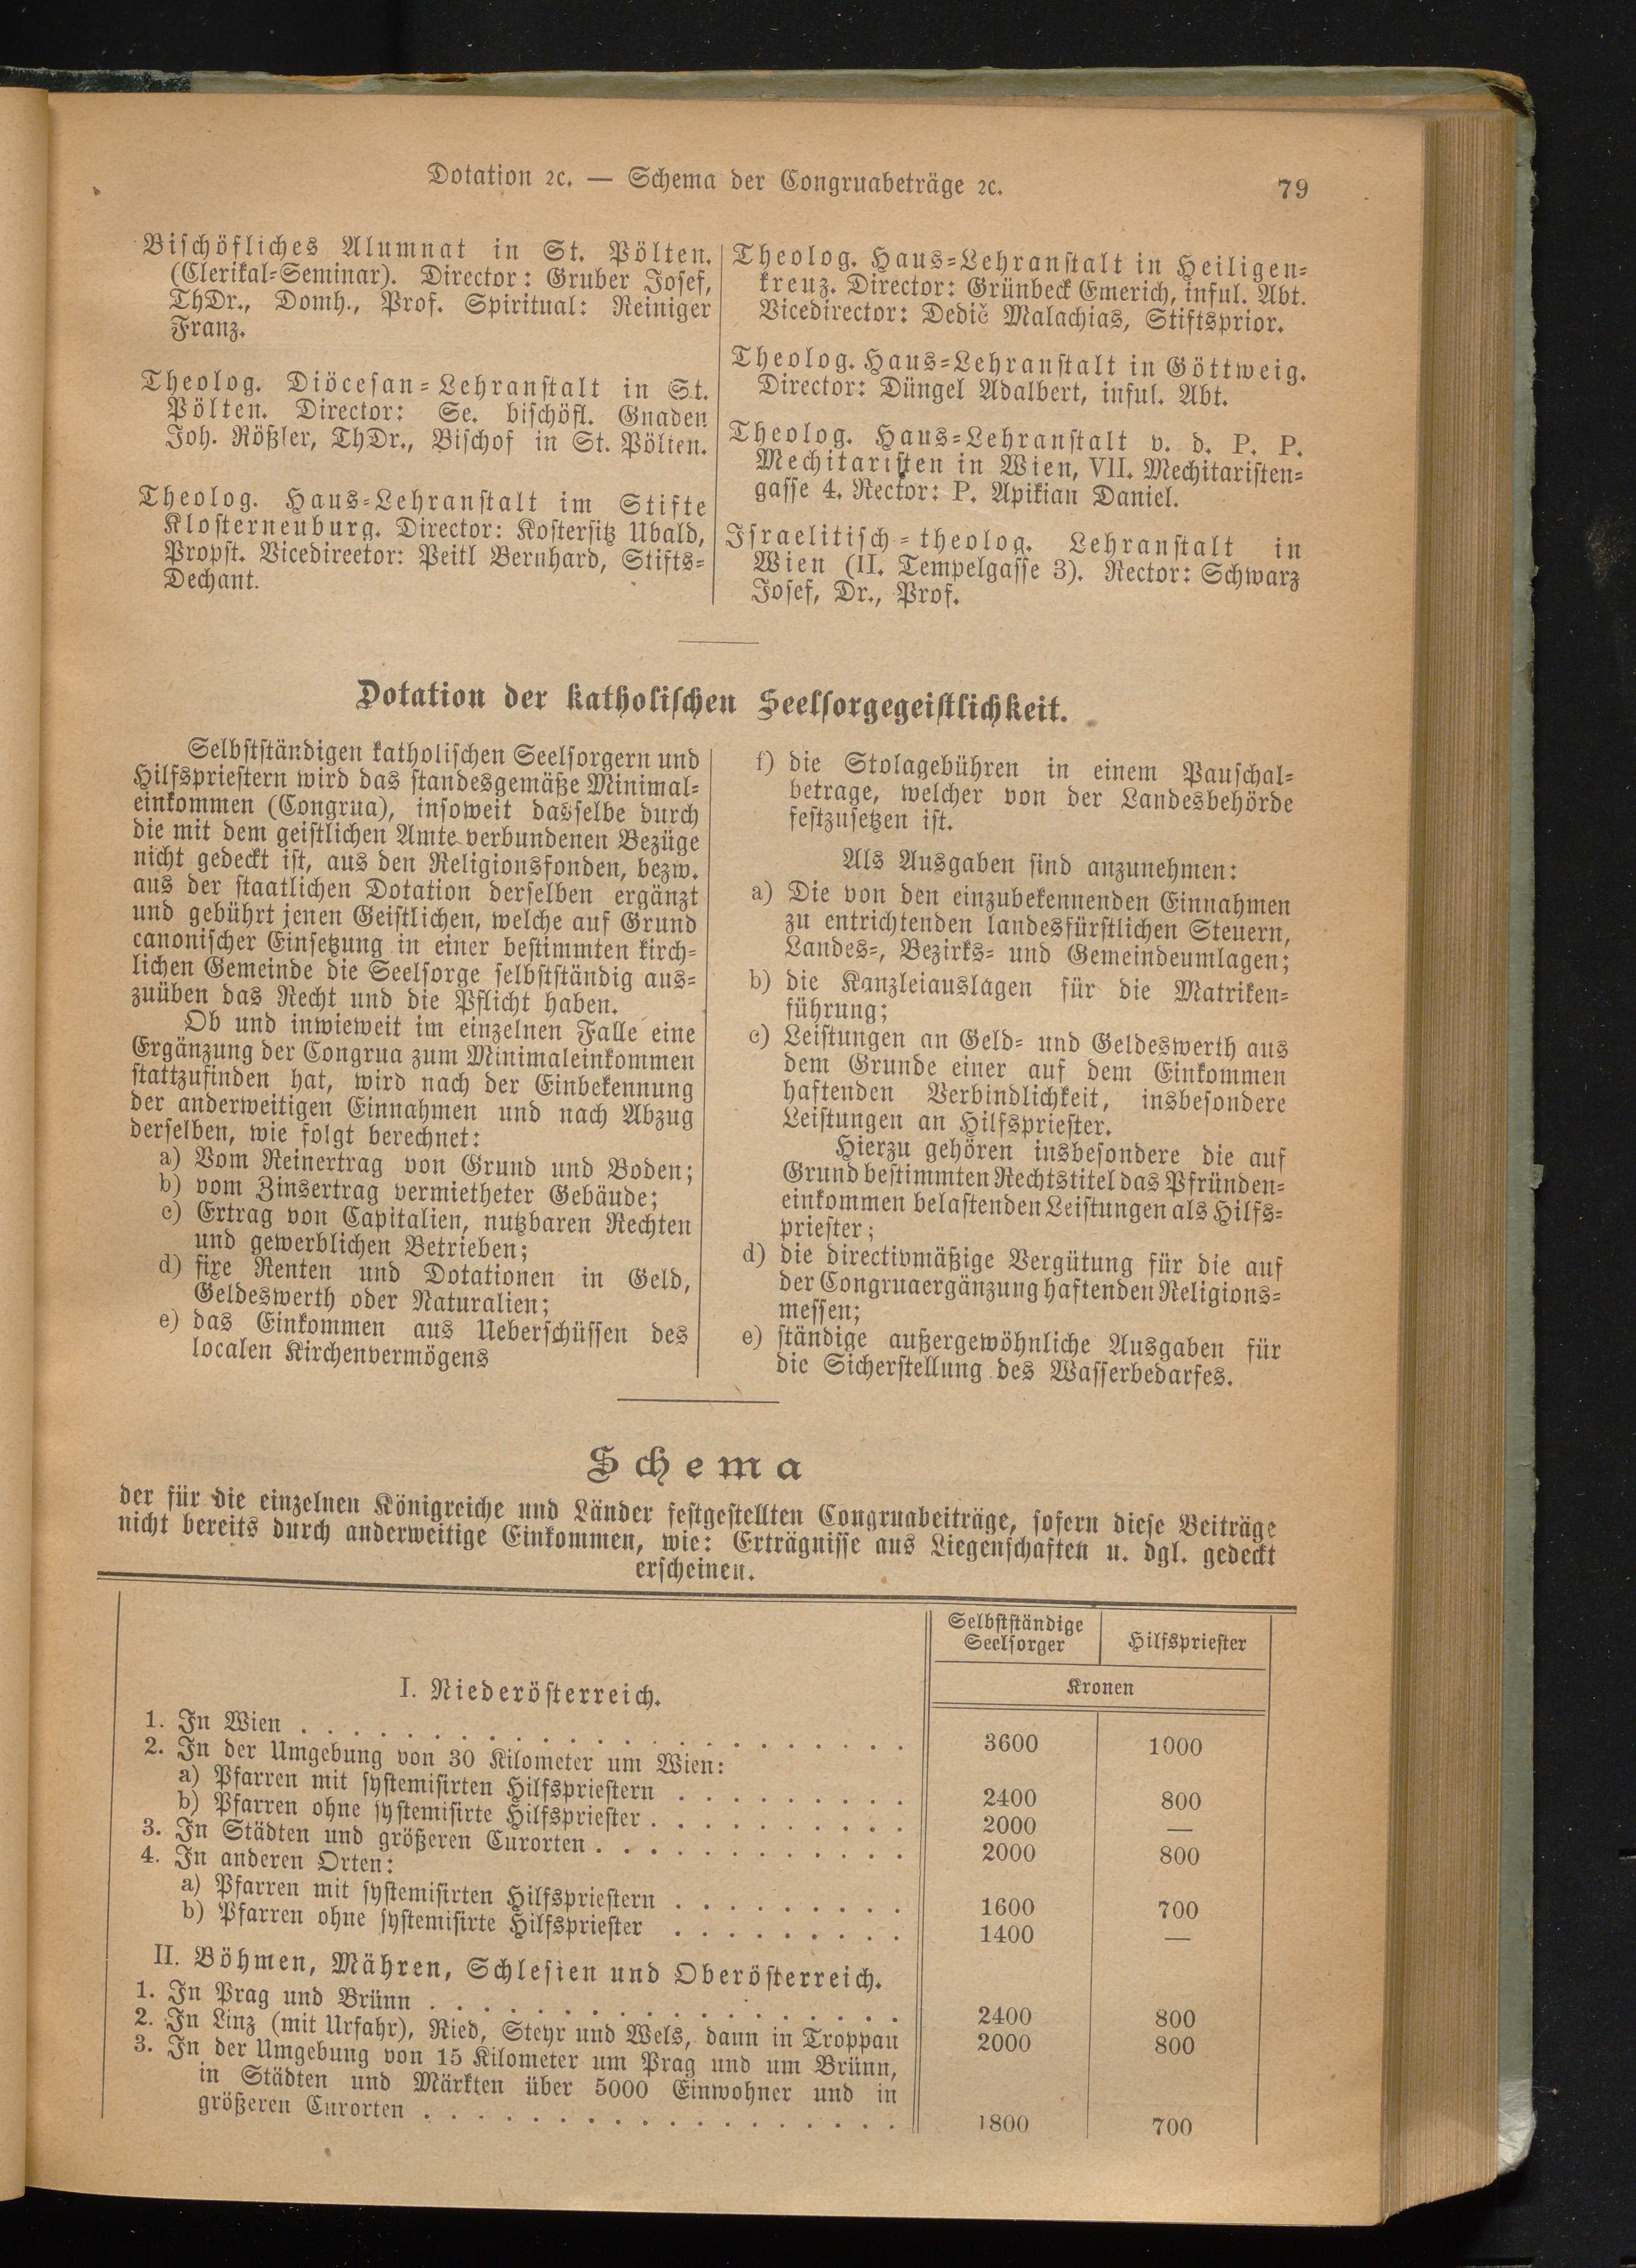 Dotation ꝛc. — Schema der Congruabeträge ꝛc.
79
Bischöfliches Alumnat in St. Pölten.
(Clerikal-Seminar). Director: Gruber Josef,
ThDr., Domh., Prof. Spiritual: Reiniger
Franz.
Theolog. Diöcesan-Lehranstalt in St.
Pölten. Director: Se. bischöfl. Gnaden
Joh. Rößler, ThDr., Bischof in St. Pölten.
Theolog. Haus-Lehranstalt im Stifte
Klosterneuburg. Director: Kostersitz Ubald,
Propst. Vicedireetor: Peitl Bernhard, Stifts-
Dechant.
Theolog. Haus-Lehranstalt in Heiligen-
kreuz. Director: Grünbeck Emerich, inful. Abt.
Vicedirector: Dedič Malachias, Stiftsprior.
Theolog. Haus-Lehranstalt in Göttweig.
Director: Düngel Adalbert, inful. Abt.
Theolog. Haus-Lehranstalt v. d. P. P.
Mechitaristen in Wien, VII. Mechitaristen-
gasse 4. Rector: P. Apikian Daniel.
Israelitisch-theolog. Lehranstalt in
Wien (II. Tempelgasse 3). Rector: Schwarz
Josef, Dr., Prof.
Dotation der katholischen Seelsorgegeistlichkeit.
Selbstständigen katholischen Seelsorgern und
Hilfspriestern wird das standesgemäße Minimal-
einkommen (Congrua), insoweit dasselbe durch
die mit dem geistlichen Amte verbundenen Bezüge
nicht gedeckt ist, aus den Religionsfonden, bezw.
aus der staatlichen Dotation derselben ergänzt
und gebührt jenen Geistlichen, welche auf Grund
canonischer Einsetzung in einer bestimmten kirch-
lichen Gemeinde die Seelsorge selbstständig aus-
zuüben das Recht und die Pflicht haben.
Ob und inwieweit im einzelnen Falle eine
Ergänzung der Congrua zum Minimaleinkommen
stattzufinden hat, wird nach der Einbekennung
der anderweitigen Einnahmen und nach Abzug
derselben, wie folgt berechnet:
a) Vom Reinertrag von Grund und Boden;
b) vom Zinsertrag vermietheter Gebäude;
c) Ertrag von Capitalien, nutzbaren Rechten
und gewerblichen Betrieben;
d) fixe Renten und Dotationen in Geld,
Geldeswerth oder Naturalien;
e) das Einkommen aus Ueberschüssen des
localen Kirchenvermögens
f) die Stolagebühren in einem Pauschal-
betrage, welcher von der Landesbehörde
festzusetzen ist.
Als Ausgaben sind anzunehmen:
a) Die von den einzubekennenden Einnahmen
zu entrichtenden landesfürstlichen Steuern,
Landes-, Bezirks- und Gemeindeumlagen;
b) die Kanzleiauslagen für die Matriken-
führung;
c) Leistungen an Geld- und Geldeswerth aus
dem Grunde einer auf dem Einkommen
haftenden Verbindlichkeit, insbesondere
Leistungen an Hilfspriester.
Hierzu gehören insbesondere die auf
Grund bestimmten Rechtstitel das Pfründen-
einkommen belastenden Leistungen als Hilfs-
priester;
d) die directivmäßige Vergütung für die auf
der Congruaergänzung haftenden Religions-
messen;
e) ständige außergewöhnliche Ausgaben für
die Sicherstellung des Wasserbedarfes.
Schema
der für die einzelnen Königreiche und Länder festgestellten Congruabeiträge, sofern diese Beiträge
nicht bereits durch anderweitige Einkommen, wie: Erträgnisse aus Liegenschaften u. dgl. gedeckt
erscheinen.
Selbstständige Seelsorger Hilfspriester
Kronen
I. Niederösterreich.
1. In Wien . . . . . 3600 1000
2. In der Umgebung von 30 Kilometer um Wien:
a) Pfarren mit systemisirten Hilfspriestern . . . . . 2400 800
b) Pfarren ohne systemisirte Hilfspriester . . . . . 2000 —
3. In Städten und größeren Curorten . . . . . 2000 800
4. In anderen Orten:
a) Pfarren mit systemisirten Hilfspriestern . . . . . 1600 700
b) Pfarren ohne systemisirte Hilfspriester . . . . . 1400 —
II. Böhmen, Mähren, Schlesien und Oberösterreich.
1. In Prag und Brünn . . . . . 2400 800
2. In Linz (mit Urfahr), Ried, Steyr und Wels, dann in Troppau 2000 800
3. In der Umgebung von 15 Kilometer um Prag und um Brünn,
in Städten und Märkten über 5000 Einwohner und in
größeren Curorten . . . . . 1800 700